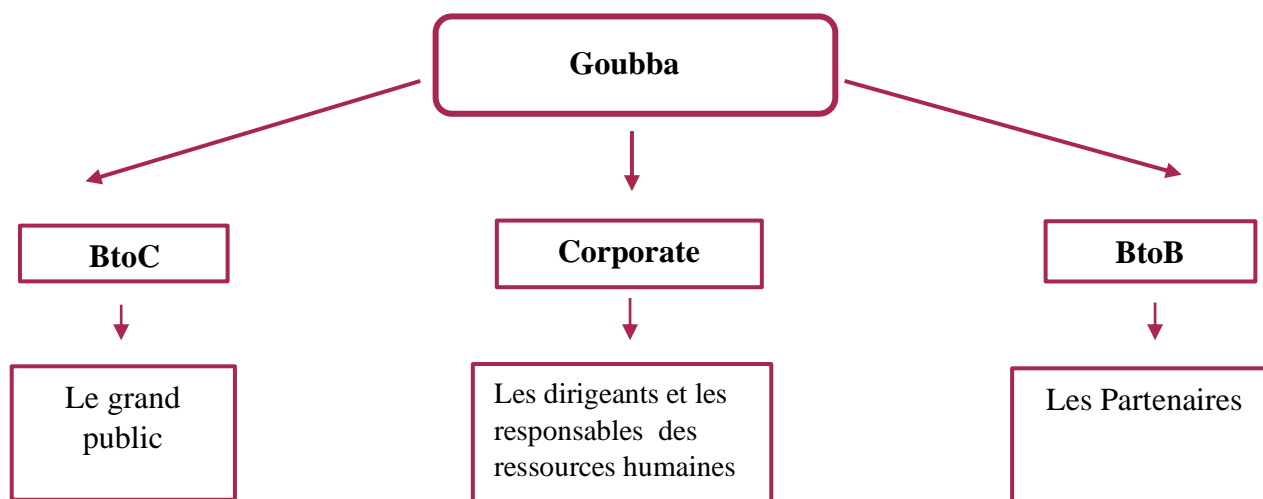 Goubba
BtoC
Corporate
BtoB
Le grand
public
Les dirigeants et les
responsables des
ressources humaines
Les Partenaires